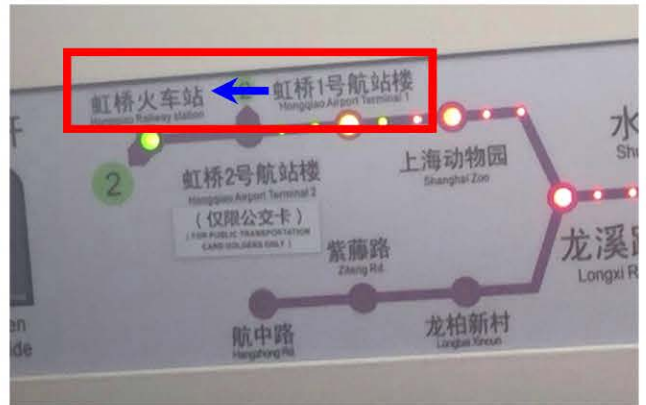 虹桥火车站
Hongqiao Railway station
虹桥1号航站楼
Hongqiao Airport Terminal 1
2
虹桥2号航站楼
Hongqiao Airport Terminal 2
(仅限公交卡)
(FOR PUBLIC TRANSPORTATION
CARD HOLDERS ONLY)
上海动物园
Shanghai Zoo
水
Shu
龙溪路
Longxi R
紫藤路
Ziteng Rd
航中路
Hangzhong Rd
龙柏新村
Longbai Xincun
en
de